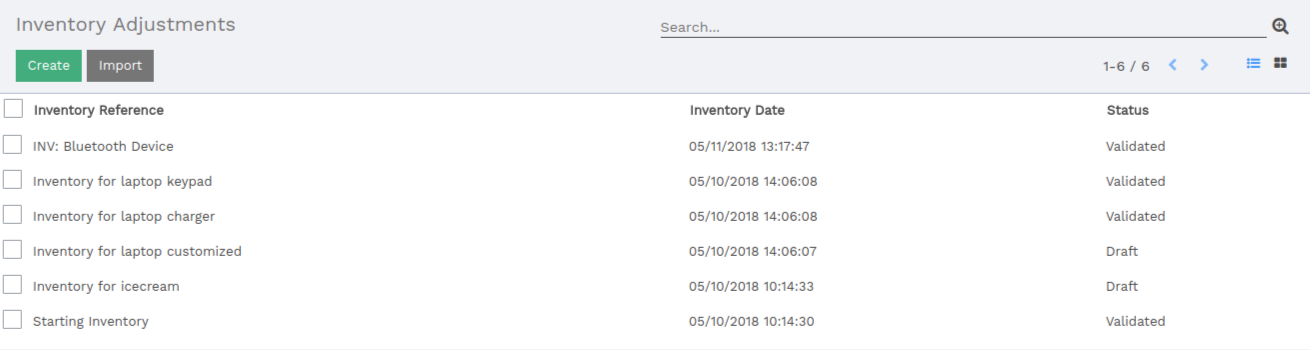 Inventory Adjustments
Search...
Create Import
1-6 / 6
Inventory Reference Inventory Date Status
INV: Bluetooth Device 05/11/2018 13:17:47 Validated
Inventory for laptop keypad 05/10/2018 14:06:08 Validated
Inventory for laptop charger 05/10/2018 14:06:08 Validated
Inventory for laptop customized 05/10/2018 14:06:07 Draft
Inventory for icecream 05/10/2018 10:14:33 Draft
Starting Inventory 05/10/2018 10:14:30 Validated